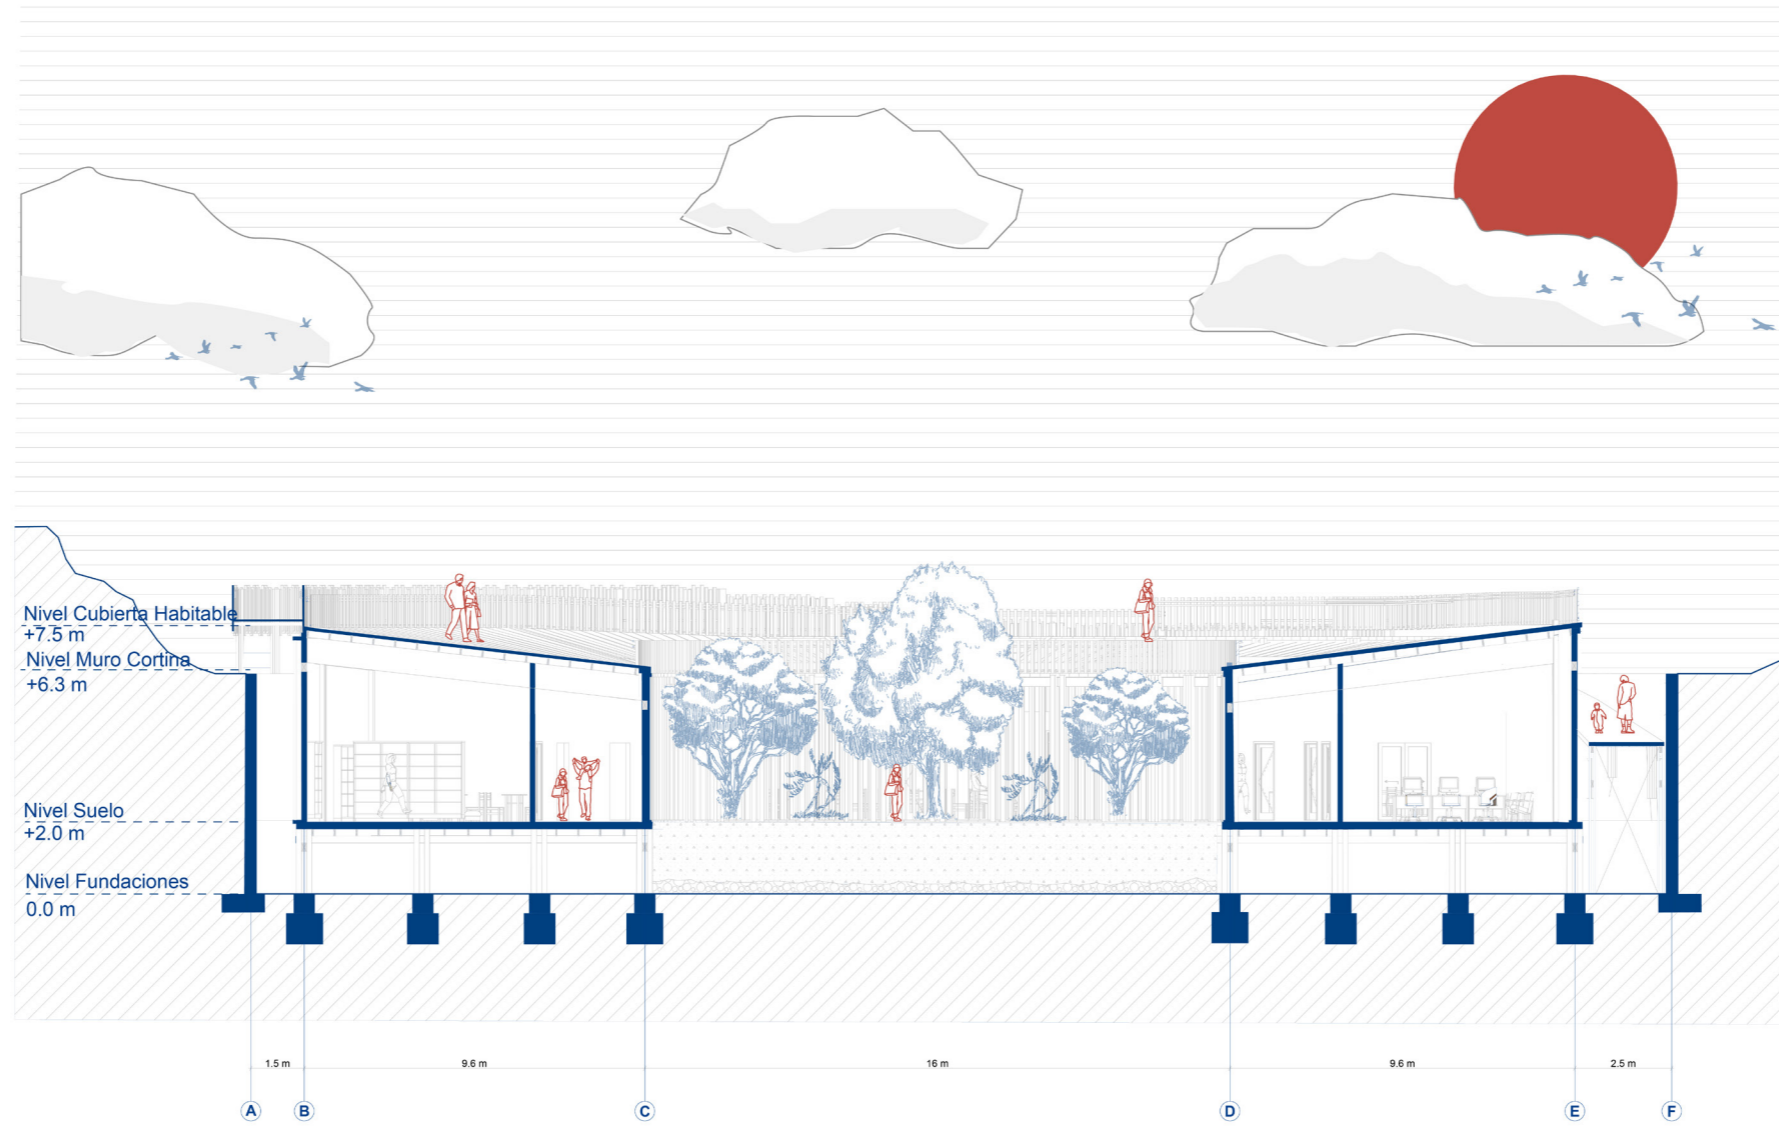 Nivel Cubierta Habitable
+7.5 m
Nivel Muro Cortina
+6.3 m
Nivel Suelo
+2.0 m
Nivel Fundaciones
0.0 m
1.5 m 9.6 m 16 m 9.6 m 2.5 m
A B C D E F